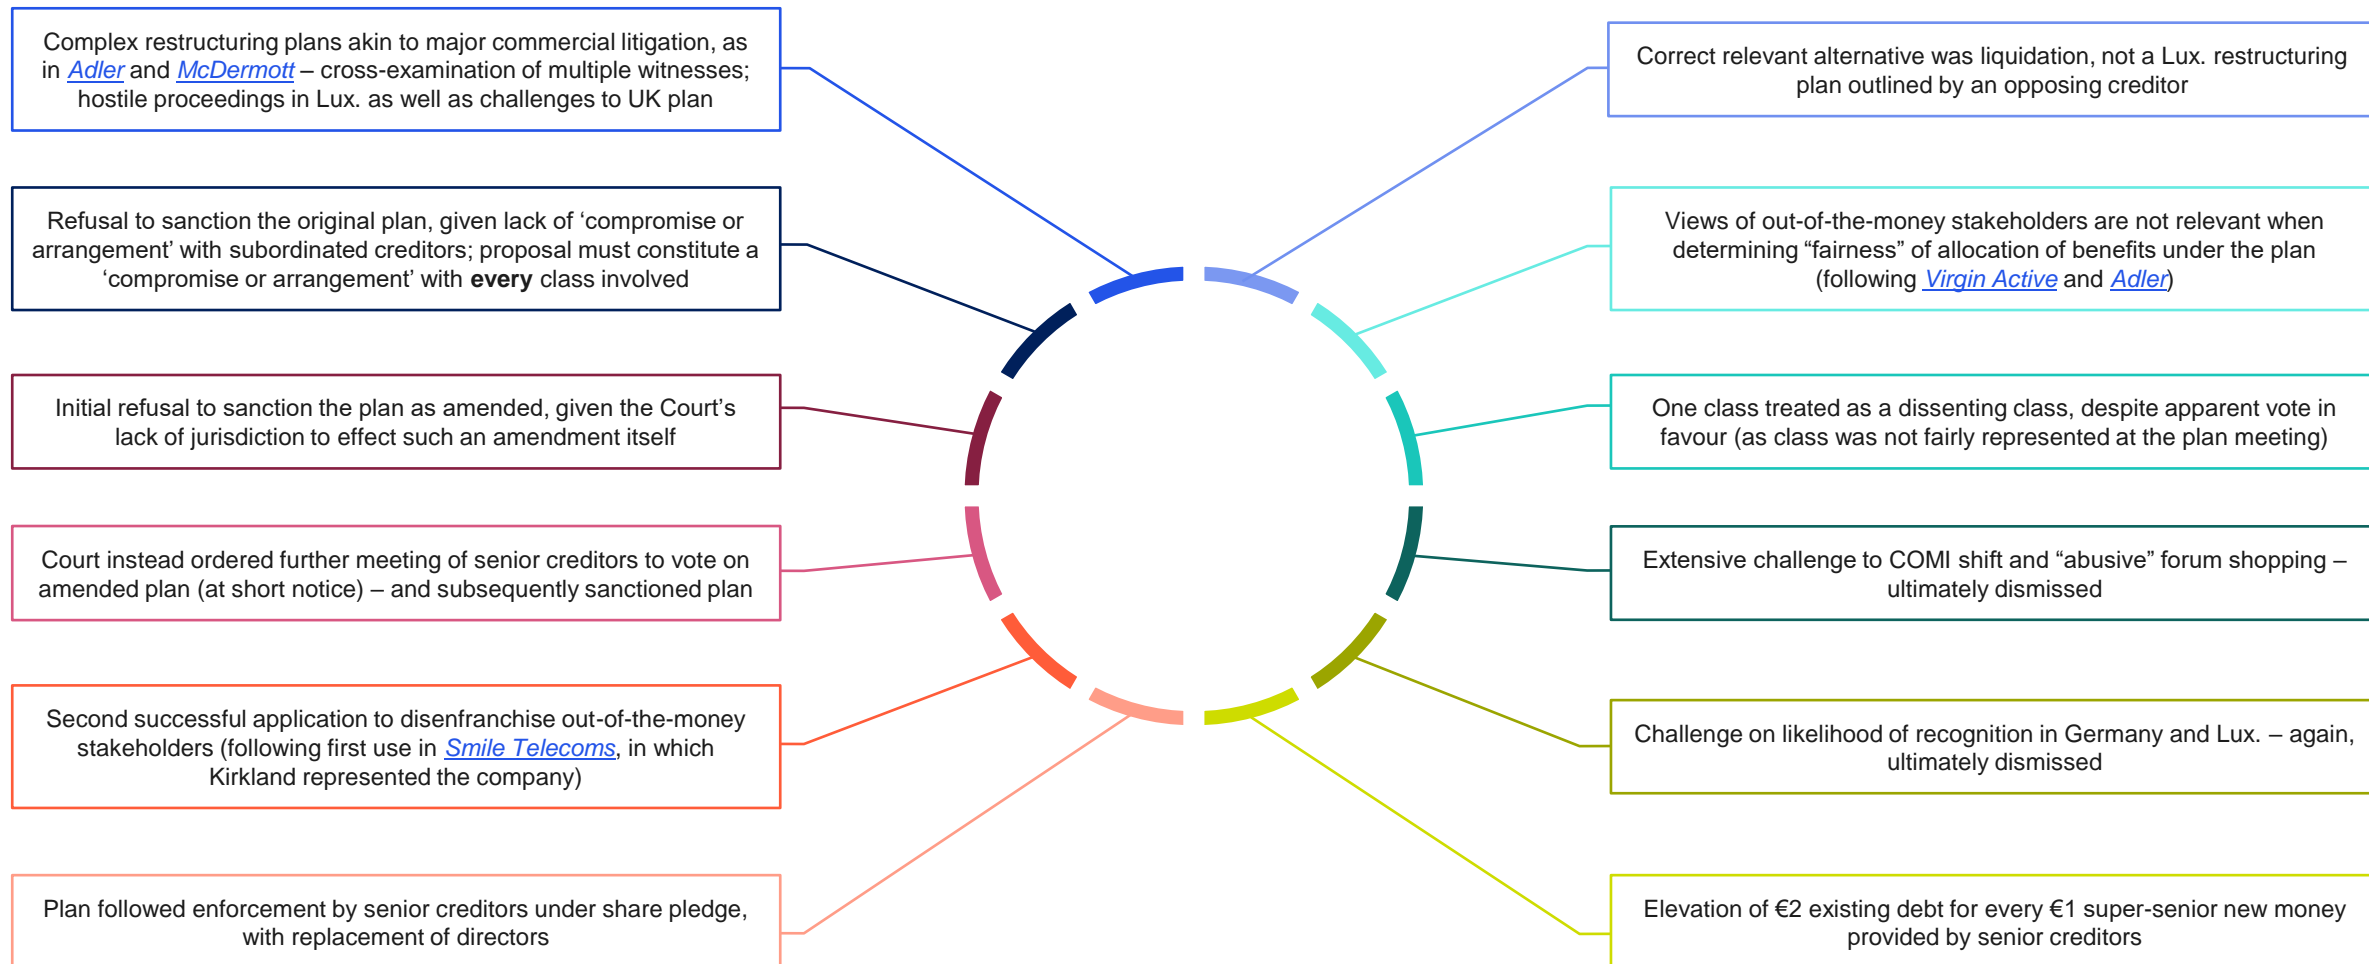 Complex restructuring plans akin to major commercial litigation, as
in Adler and McDermott – cross-examination of multiple witnesses;
hostile proceedings in Lux. as well as challenges to UK plan
Refusal to sanction the original plan, given lack of ‘compromise or
arrangement’ with subordinated creditors; proposal must constitute a
‘compromise or arrangement’ with every class involved
Initial refusal to sanction the plan as amended, given the Court’s
lack of jurisdiction to effect such an amendment itself
Court instead ordered further meeting of senior creditors to vote on
amended plan (at short notice) – and subsequently sanctioned plan
Second successful application to disenfranchise out-of-the-money
stakeholders (following first use in Smile Telecoms, in which
Kirkland represented the company)
Plan followed enforcement by senior creditors under share pledge,
with replacement of directors
Correct relevant alternative was liquidation, not a Lux. restructuring
plan outlined by an opposing creditor
Views of out-of-the-money stakeholders are not relevant when
determining “fairness” of allocation of benefits under the plan
(following Virgin Active and Adler)
One class treated as a dissenting class, despite apparent vote in
favour (as class was not fairly represented at the plan meeting)
Extensive challenge to COMI shift and “abusive” forum shopping –
ultimately dismissed
Challenge on likelihood of recognition in Germany and Lux. – again,
ultimately dismissed
Elevation of €2 existing debt for every €1 super-senior new money
provided by senior creditors